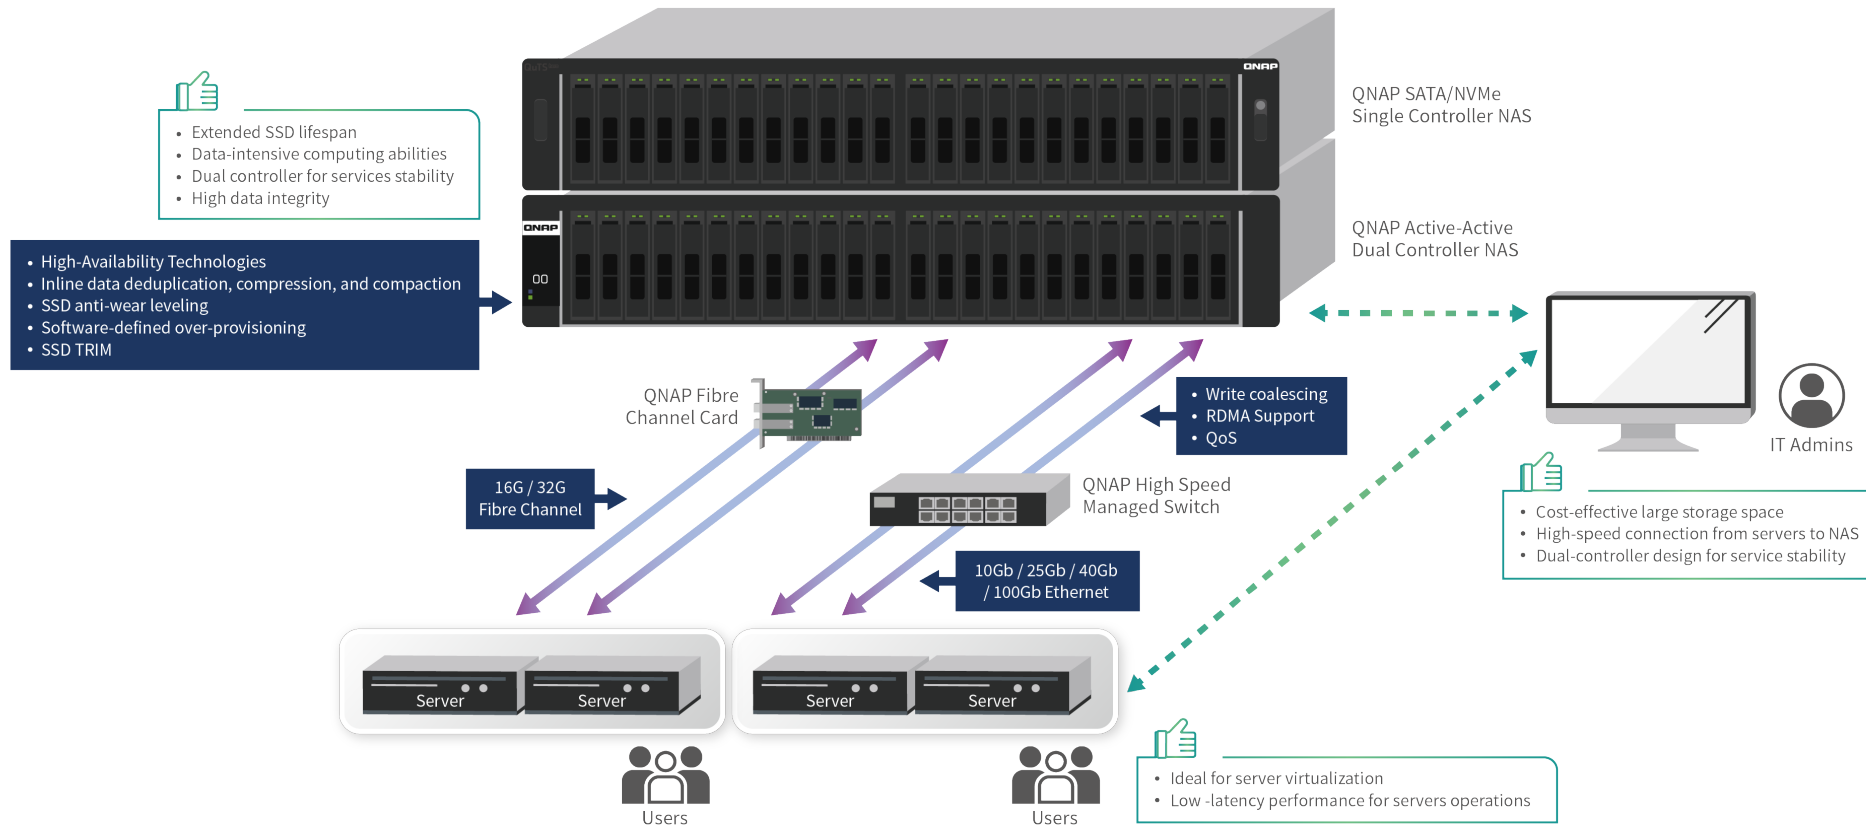 QNAP
QNAP SATA/NVMe
Single Controller NAS
• Extended SSD lifespan
• Data-intensive computing abilities
• Dual controller for services stability
• High data integrity
QNAP
QNAP Active-Active
Dual Controller NAS
• High-Availability Technologies
• Inline data deduplication, compression, and compaction
• SSD anti-wear leveling
• Software-defined over-provisioning
• SSD TRIM
QNAP Fibre
Channel Card
• Write coalescing
• RDMA Support
• QoS
IT Admins
16G / 32G
Fibre Channel
QNAP High Speed
Managed Switch
• Cost-effective large storage space
• High-speed connection from servers to NAS
• Dual-controller design for service stability
10Gb / 25Gb / 40Gb
/ 100Gb Ethernet
Server
Server
Server
Server
Users
Users
• Ideal for server virtualization
• Low -latency performance for servers operations